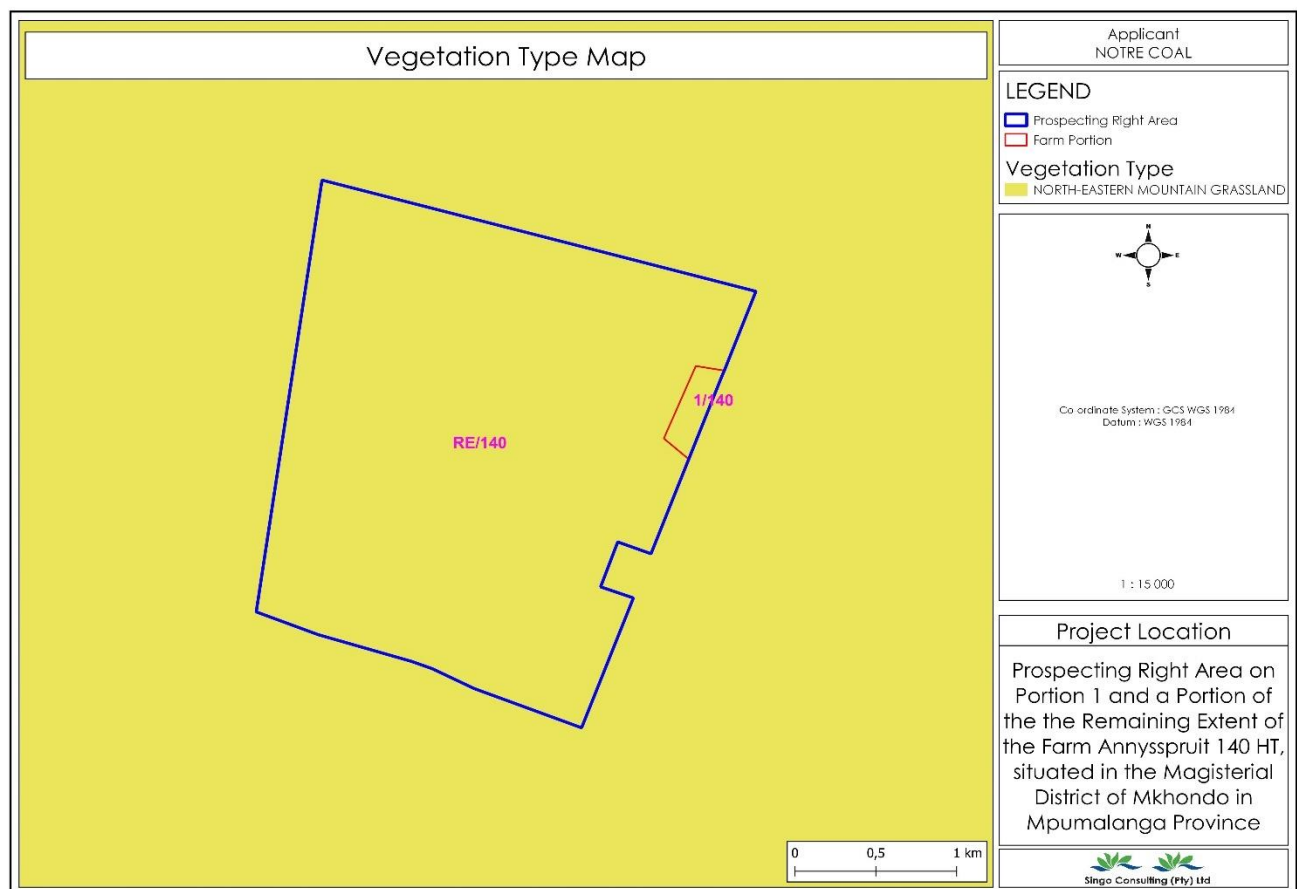 Vegetation Type Map
RE/140
1/140
0 0,5 1 km
Applicant
NOTRE COAL
LEGEND
Prospecting Right Area
Farm Portion
Vegetation Type
NORTH-EASTERN MOUNTAIN GRASSLAND
N
W E
S
Co ordinate System : GCS WGS 1984
Datum : WGS 1984
1 : 15 000
Project Location
Prospecting Right Area on
Portion 1 and a Portion of
the the Remaining Extent of
the Farm Annysspruit 140 HT,
situated in the Magisterial
District of Mkhondo in
Mpumalanga Province
Singo Consulting (Pty) Ltd